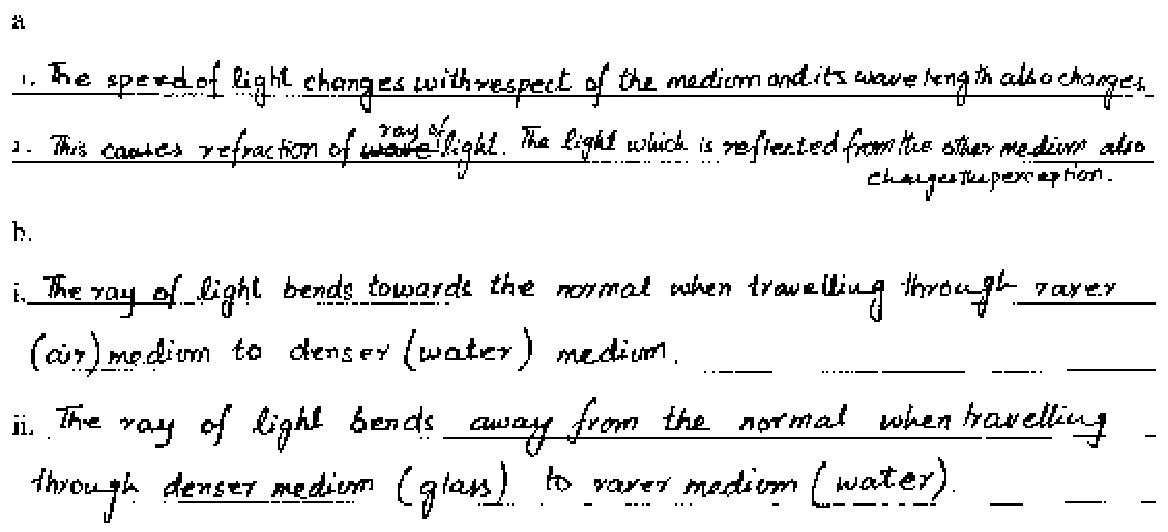 a
1. The speed of light changes with respect of the medium and its wave length also changes
2. This causes refraction of ray of light. The light which is reflected from the other medium also
changes the perception.
b.
i. The ray of light bends towards the normal when travelling through rarer
(air) medium to denser (water) medium.
ii. The ray of light bends away from the normal when travelling
through denser medium (glass) to rarer medium (water).